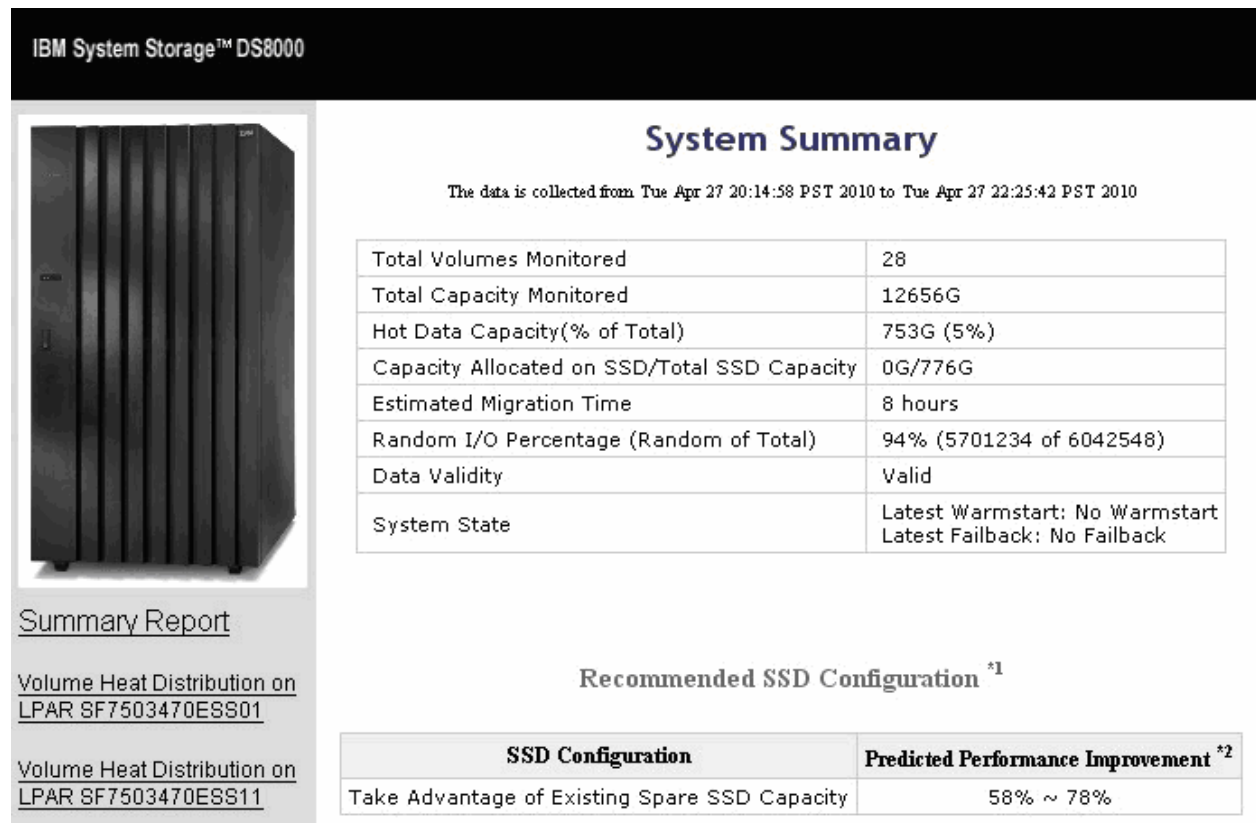 IBM System Storage™ DS8000
Summary Report
Volume Heat Distribution on
LPAR SF7503470ESS01
Volume Heat Distribution on
LPAR SF7503470ESS11
System Summary
The data is collected from Tue Apr 27 20:14:58 PST 2010 to Tue Apr 27 22:25:42 PST 2010
Total Volumes Monitored 28
Total Capacity Monitored 12656G
Hot Data Capacity(% of Total) 753G (5%)
Capacity Allocated on SSD/Total SSD Capacity 0G/776G
Estimated Migration Time 8 hours
Random I/O Percentage (Random of Total) 94% (5701234 of 6042548)
Data Validity Valid
System State Latest Warmstart: No Warmstart
Latest Failback: No Failback
Recommended SSD Configuration *1
SSD Configuration Predicted Performance Improvement *2
Take Advantage of Existing Spare SSD Capacity 58% ~ 78%